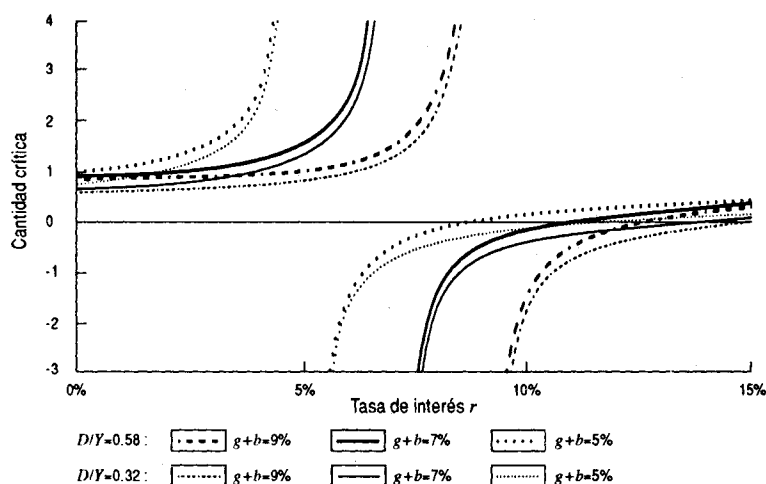 4
3
2
1
0
-1
-2
-3
Cantidad crítica
0% 5% 10% 15%
Tasa de interés r
D/Y=0.58 : g+b=9% g+b=7% g+b=5%
D/Y=0.32 : g+b=9% g+b=7% g+b=5%